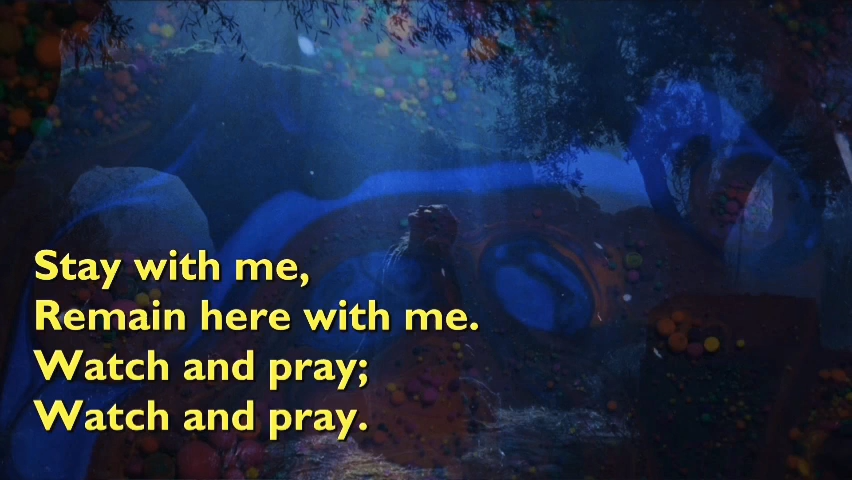 Stay with me,
Remain here with me.
Watch and pray;
Watch and pray.